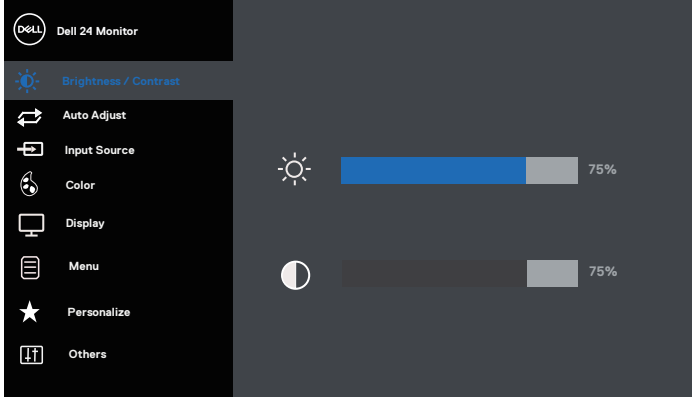 DELL
Dell 24 Monitor
Brightness / Contrast
Auto Adjust
Input Source
Color
Display
Menu
Personalize
Others
75%
75%